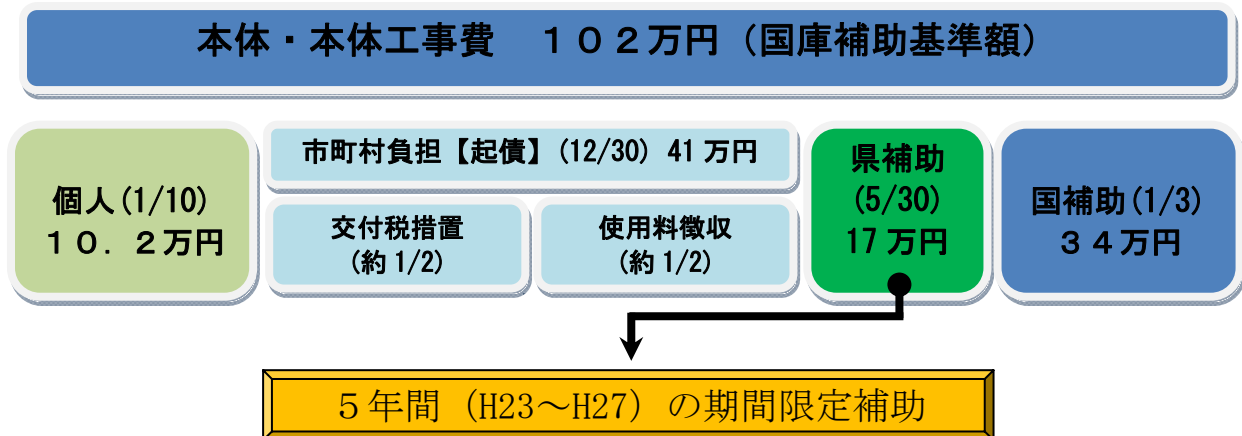 本体・本体工事費　１０２万円（国庫補助基準額）
個人(1/10)
１０．２万円
市町村負担【起債】(12/30) 41 万円
交付税措置
(約 1/2)
使用料徴収
(約 1/2)
県補助
(5/30)
17 万円
国補助(1/3)
３４万円
５年間（H23～H27）の期間限定補助